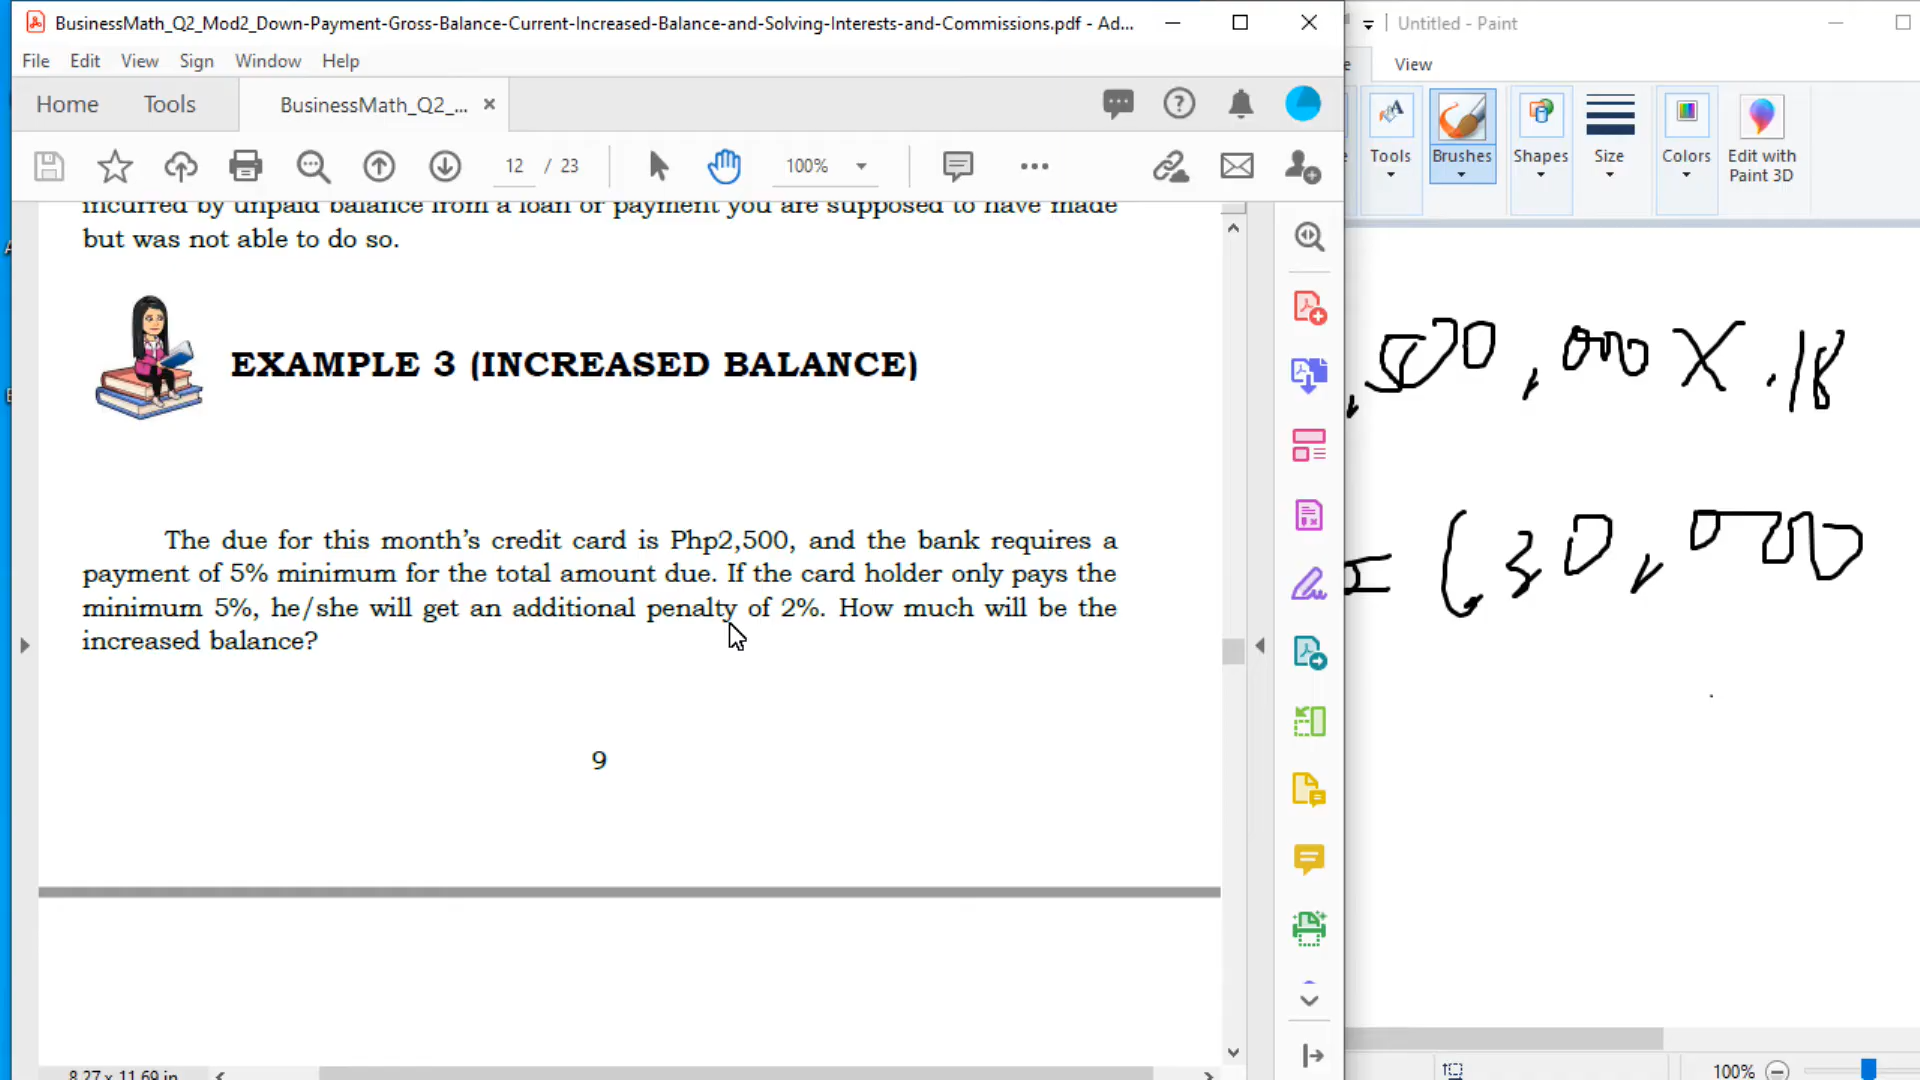 BusinessMath_Q2_Mod2_Down-Payment-Gross-Balance-Current-Increased-Balance-and-Solving-Interests-and-Commissions.pdf - Ad...
Untitled - Paint
File Edit View Sign Window Help
View
Home Tools BusinessMath_Q2_...
12 / 23 100%
Tools Brushes Shapes Size Colors Edit with
Paint 3D
incurred by unpaid balance from a loan or payment you are supposed to have made
but was not able to do so.
EXAMPLE 3 (INCREASED BALANCE)
The due for this month’s credit card is Php2,500, and the bank requires a
payment of 5% minimum for the total amount due. If the card holder only pays the
minimum 5%, he/she will get an additional penalty of 2%. How much will be the
increased balance?
9
,500,000 X .18
= (30,000
8.27 x 11.69 in
100%